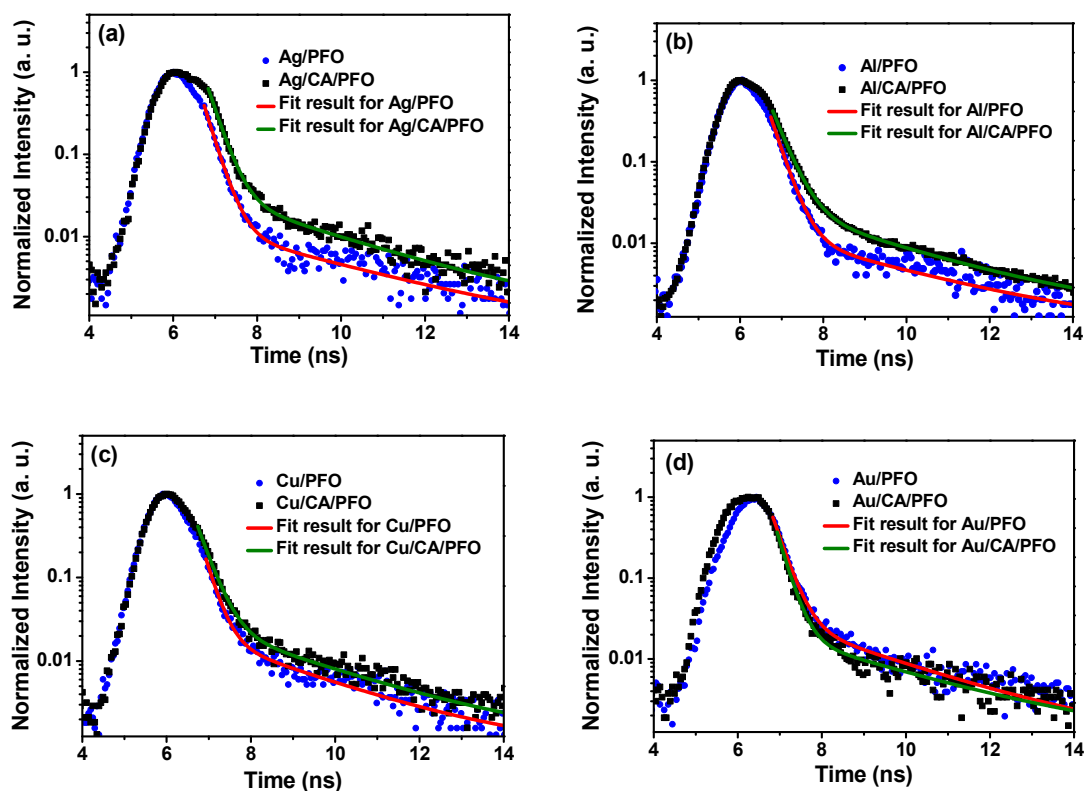 (a)
Ag/PFO
Ag/CA/PFO
Fit result for Ag/PFO
Fit result for Ag/CA/PFO
Normalized Intensity (a. u.)
1
0.1
0.01
4 6 8 10 12 14
Time (ns)
(b)
Al/PFO
Al/CA/PFO
Fit result for Al/PFO
Fit result for Al/CA/PFO
Normalized Intensity (a. u.)
1
0.1
0.01
4 6 8 10 12 14
Time (ns)
(c)
Cu/PFO
Cu/CA/PFO
Fit result for Cu/PFO
Fit result for Cu/CA/PFO
Normalized Intensity (a. u.)
1
0.1
0.01
4 6 8 10 12 14
Time (ns)
(d)
Au/PFO
Au/CA/PFO
Fit result for Au/PFO
Fit result for Au/CA/PFO
Normalized Intensity (a. u.)
1
0.1
0.01
4 6 8 10 12 14
Time (ns)